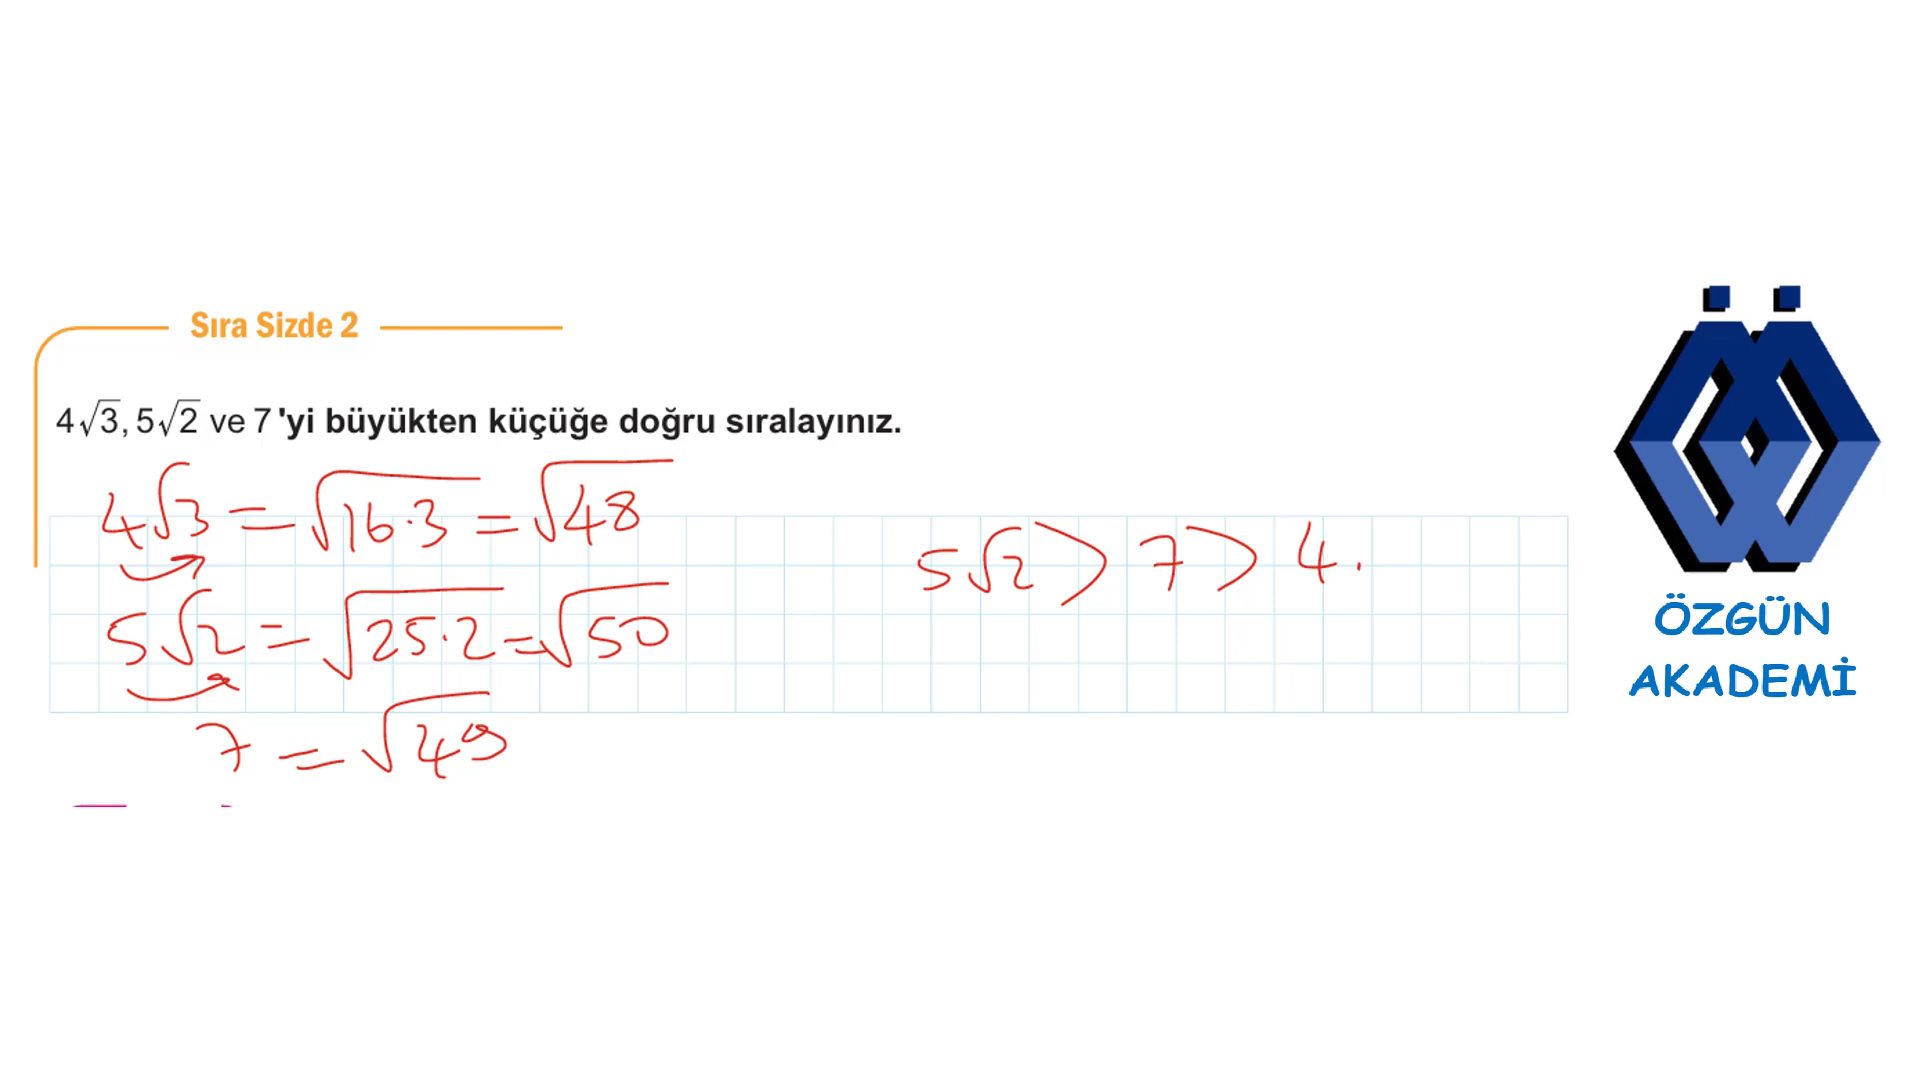 Sıra Sizde 2
4√3, 5√2 ve 7'yi büyükten küçüğe doğru sıralayınız.
4√3 = √16·3 = √48
5√2 = √25·2 = √50
7 = √49
5√2 > 7 > 4.
ÖZGÜN
AKADEMİ